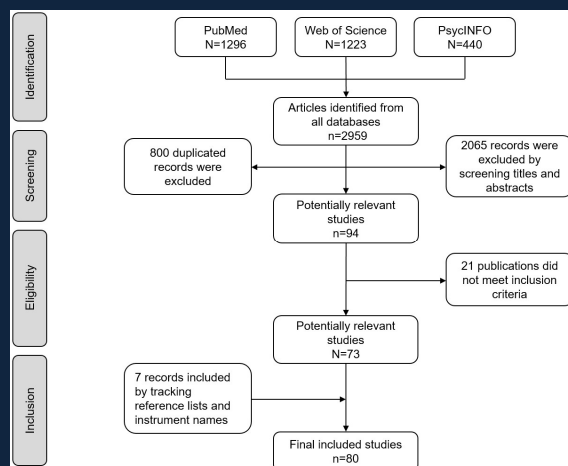 Identification
PubMed
N=1296
Web of Science
N=1223
PsycINFO
N=440
Articles identified from
all databases
n=2959
Screening
800 duplicated
records were
excluded
2065 records were
excluded by
screening titles and
abstracts
Potentially relevant
studies
n=94
Eligibility
21 publications did
not meet inclusion
criteria
Potentially relevant
studies
N=73
Inclusion
7 records included
by tracking
reference lists and
instrument names
Final included studies
n=80